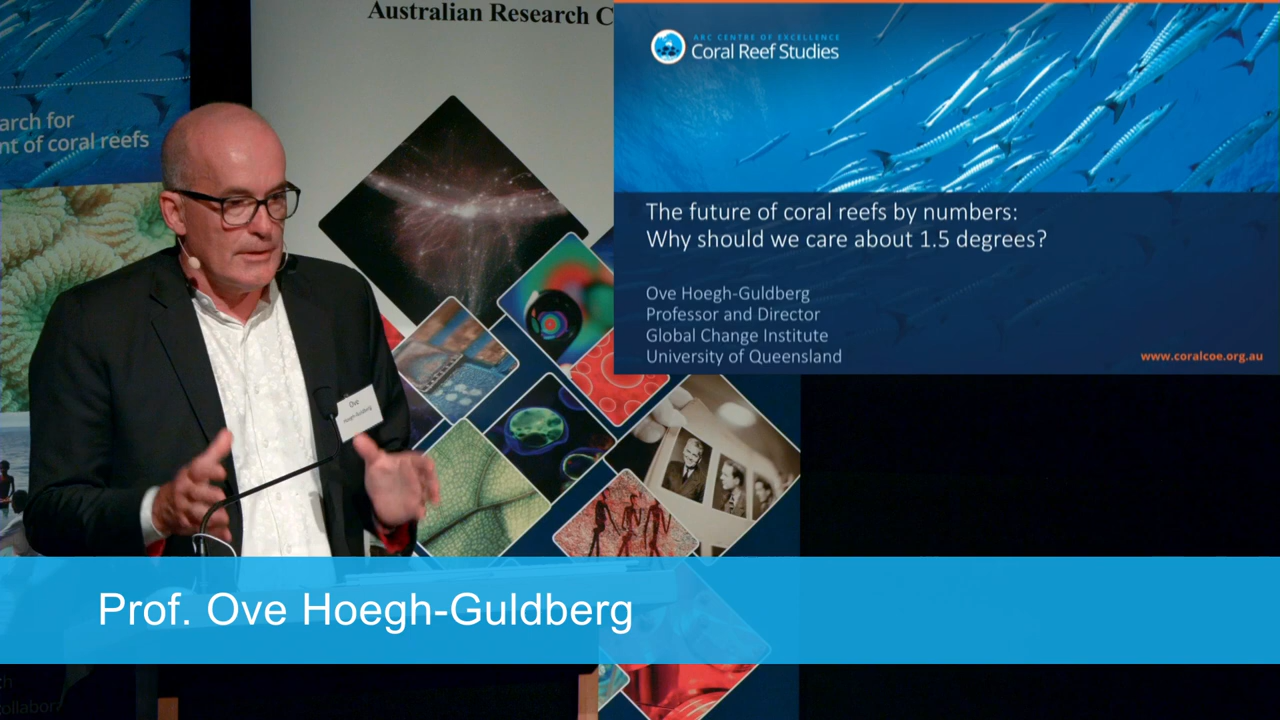 Australian Research C
ARC CENTRE OF EXCELLENCE
Coral Reef Studies
arch for
nt of coral reefs
The future of coral reefs by numbers:
Why should we care about 1.5 degrees?
Ove Hoegh-Guldberg
Professor and Director
Global Change Institute
University of Queensland
www.coralcoe.org.au
Ove
Hoegh-Guldberg
Prof. Ove Hoegh-Guldberg
th
ollabor